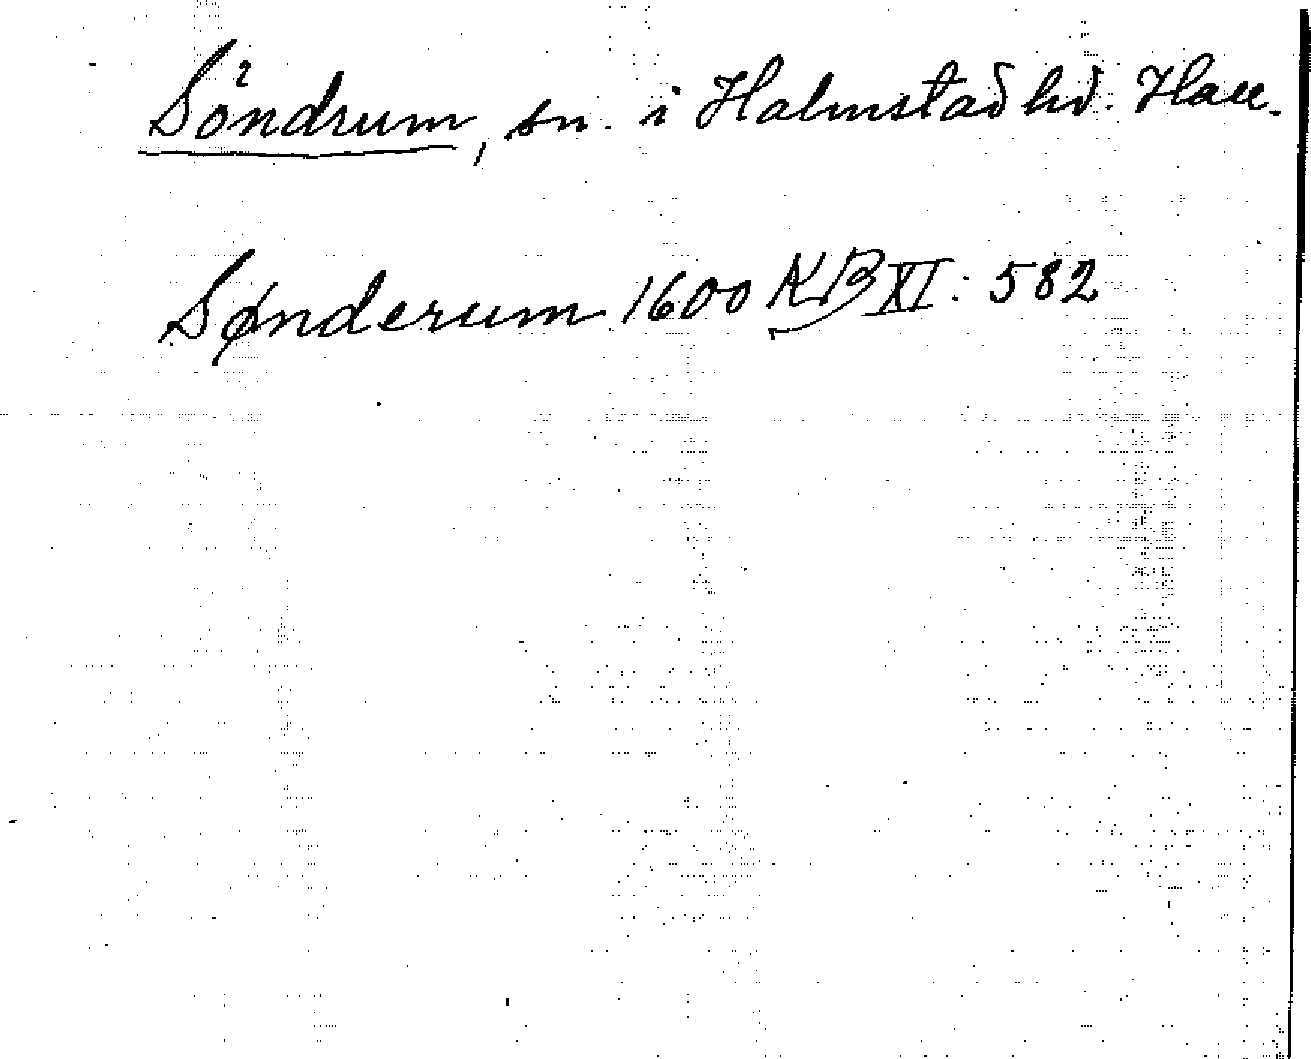 Söndrum, sn. i Halmstad hd. Hall.
Sønderum 1600 KB XI: 582